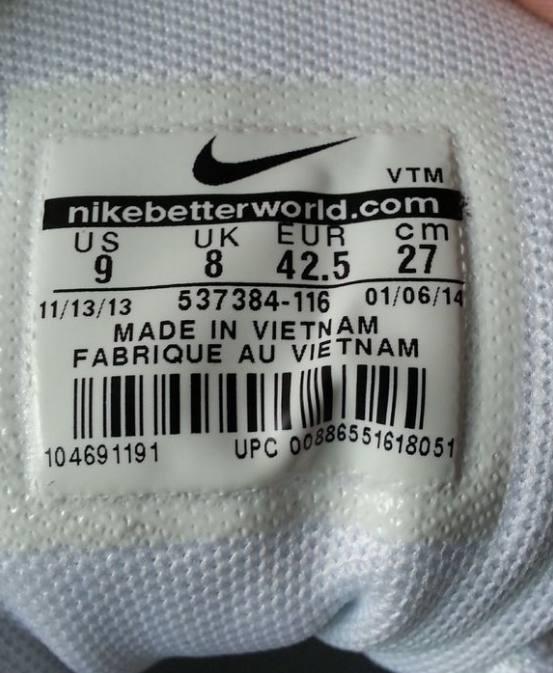 VTM
nikebetterworld.com
US UK EUR cm
9 8 42.5 27
11/13/13 537384-116 01/06/14
MADE IN VIETNAM
FABRIQUE AU VIETNAM
104691191 UPC 00886551618051